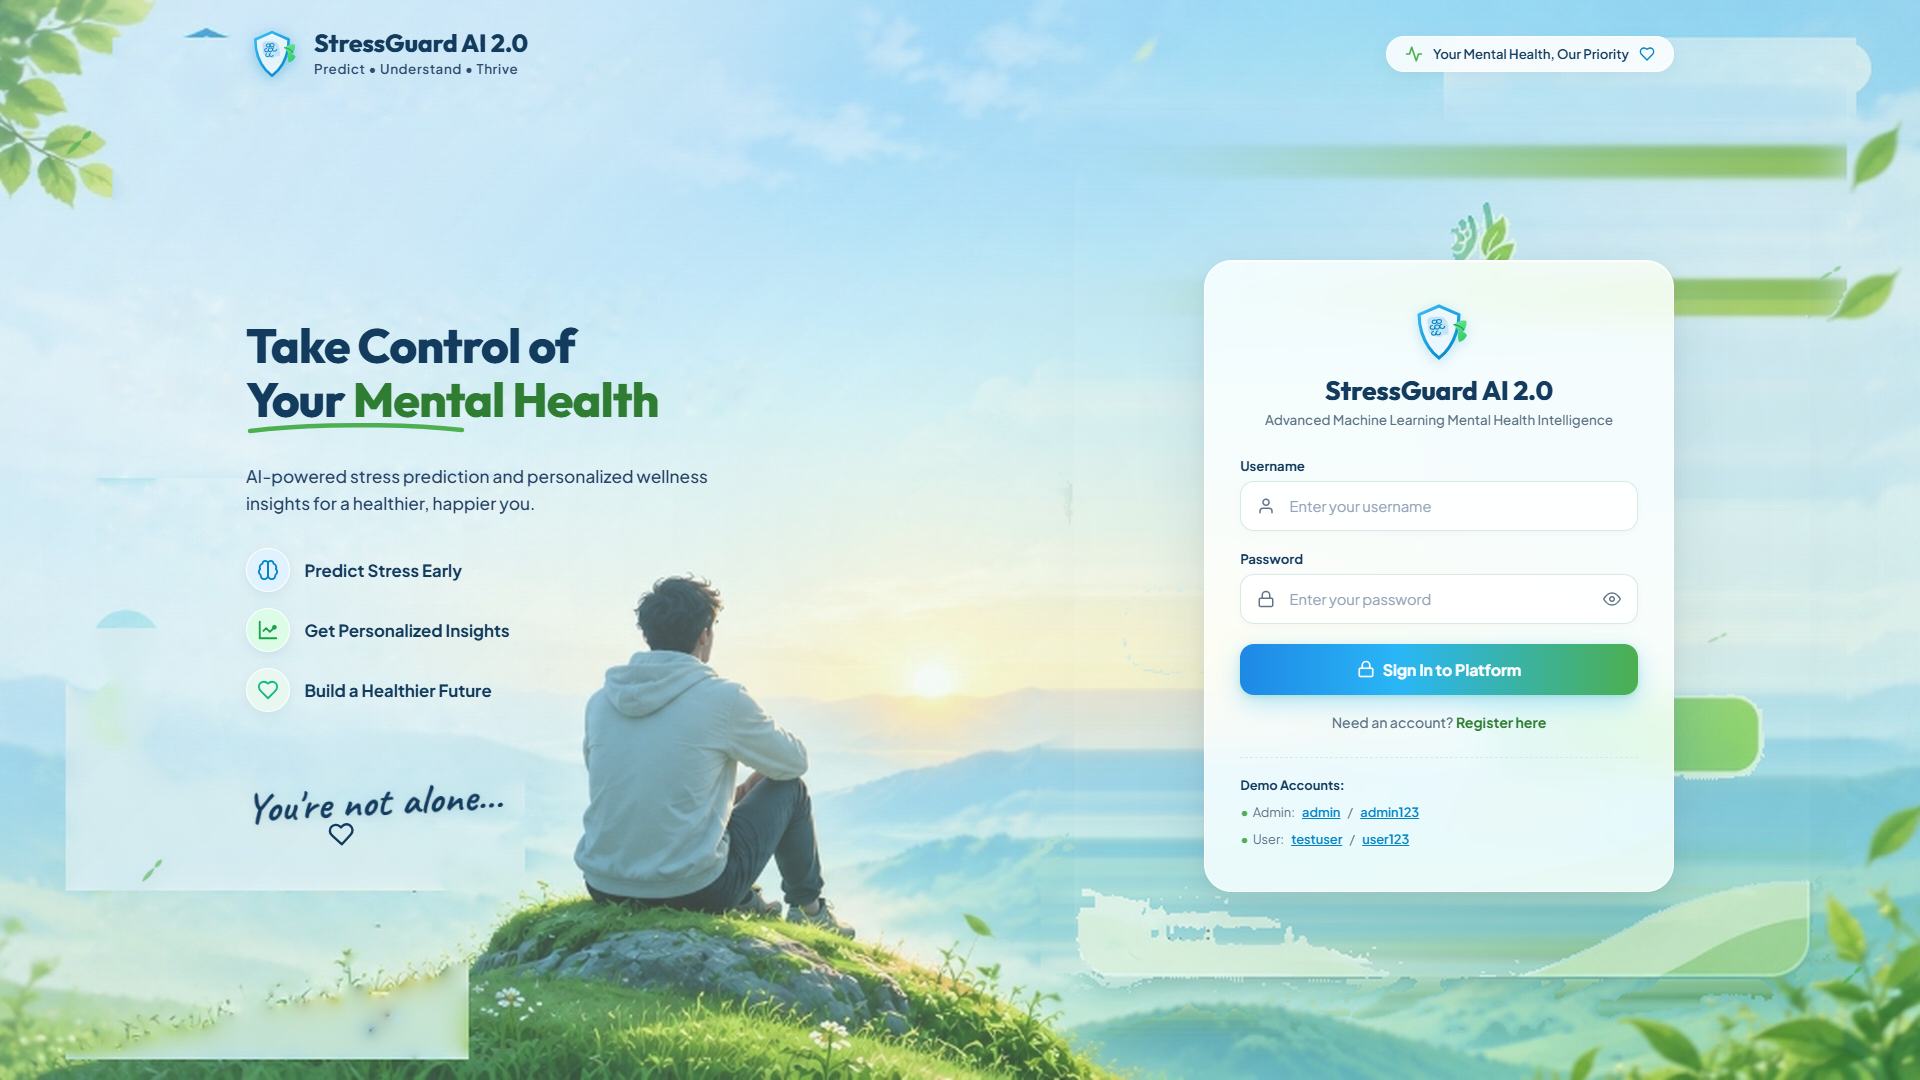 StressGuard AI 2.0
Predict • Understand • Thrive
Your Mental Health, Our Priority
Take Control of
Your Mental Health
AI-powered stress prediction and personalized wellness
insights for a healthier, happier you.
Predict Stress Early
Get Personalized Insights
Build a Healthier Future
You're not alone...
StressGuard AI 2.0
Advanced Machine Learning Mental Health Intelligence
Username
Enter your username
Password
Enter your password
Sign In to Platform
Need an account? Register here
Demo Accounts:
• Admin: admin / admin123
• User: testuser / user123